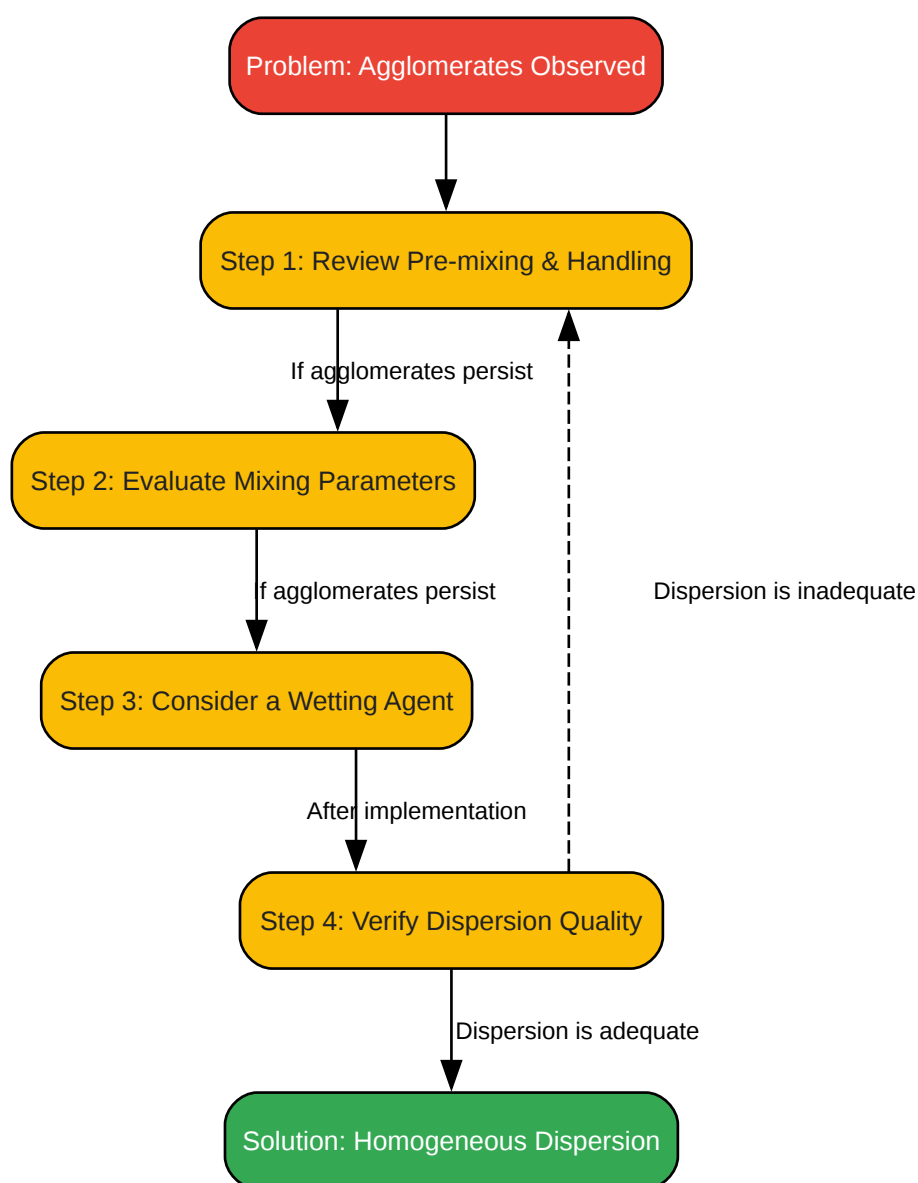 Problem: Agglomerates Observed
Step 1: Review Pre-mixing & Handling
If agglomerates persist
Step 2: Evaluate Mixing Parameters
If agglomerates persist
Dispersion is inadequate
Step 3: Consider a Wetting Agent
After implementation
Step 4: Verify Dispersion Quality
Dispersion is adequate
Solution: Homogeneous Dispersion